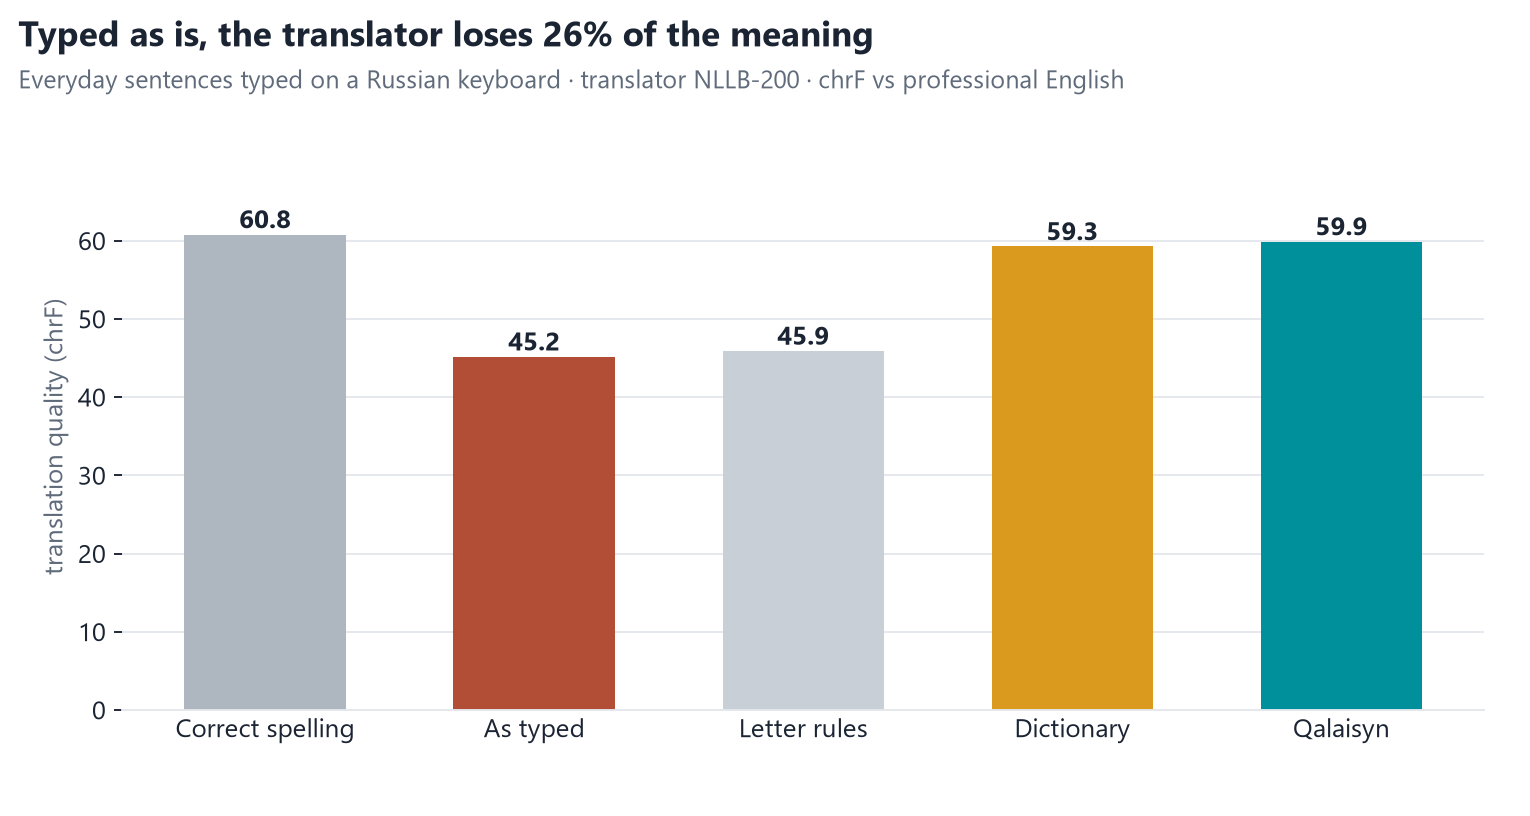 Typed as is, the translator loses 26% of the meaning
Everyday sentences typed on a Russian keyboard · translator NLLB-200 · chrF vs professional English
translation quality (chrF)
60
50
40
30
20
10
0
60.8
45.2
45.9
59.3
59.9
Correct spelling
As typed
Letter rules
Dictionary
Qalaisyn